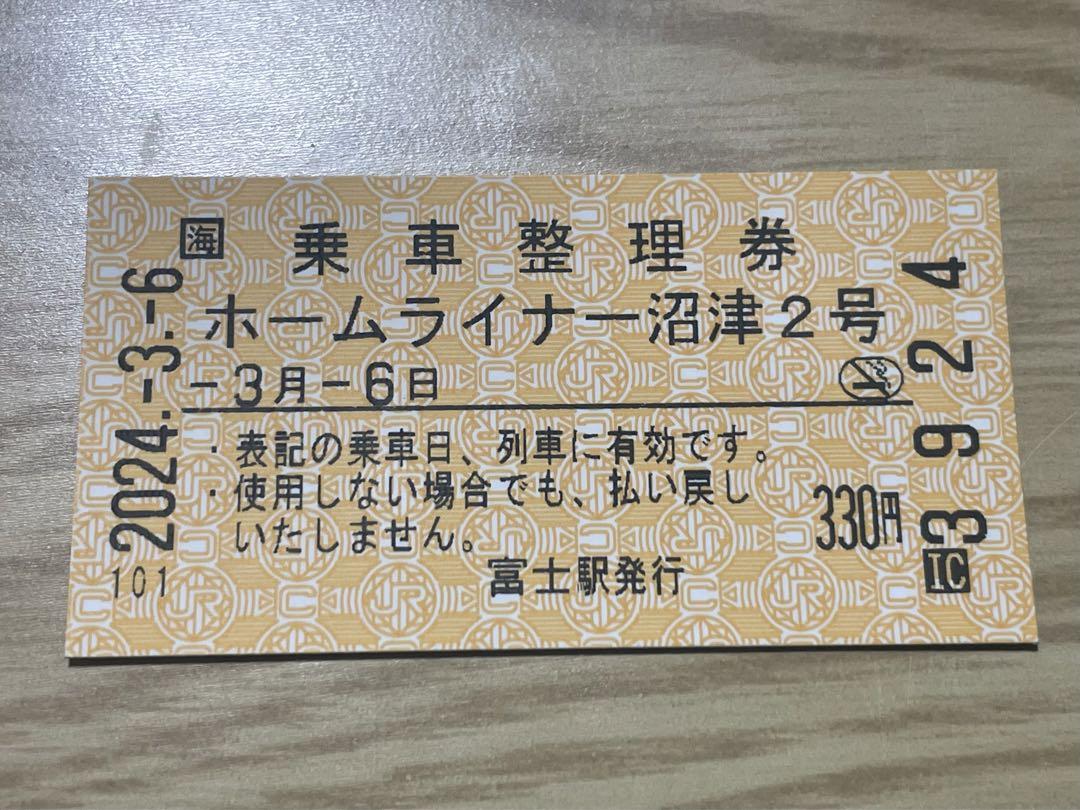 海 乗車整理券
ホームライナー沼津2号
-3月-6日
・表記の乗車日、列車に有効です。
・使用しない場合でも、払い戻し
いたしません。
330円
富士駅発行
2024.-3.-6
101
IC3924